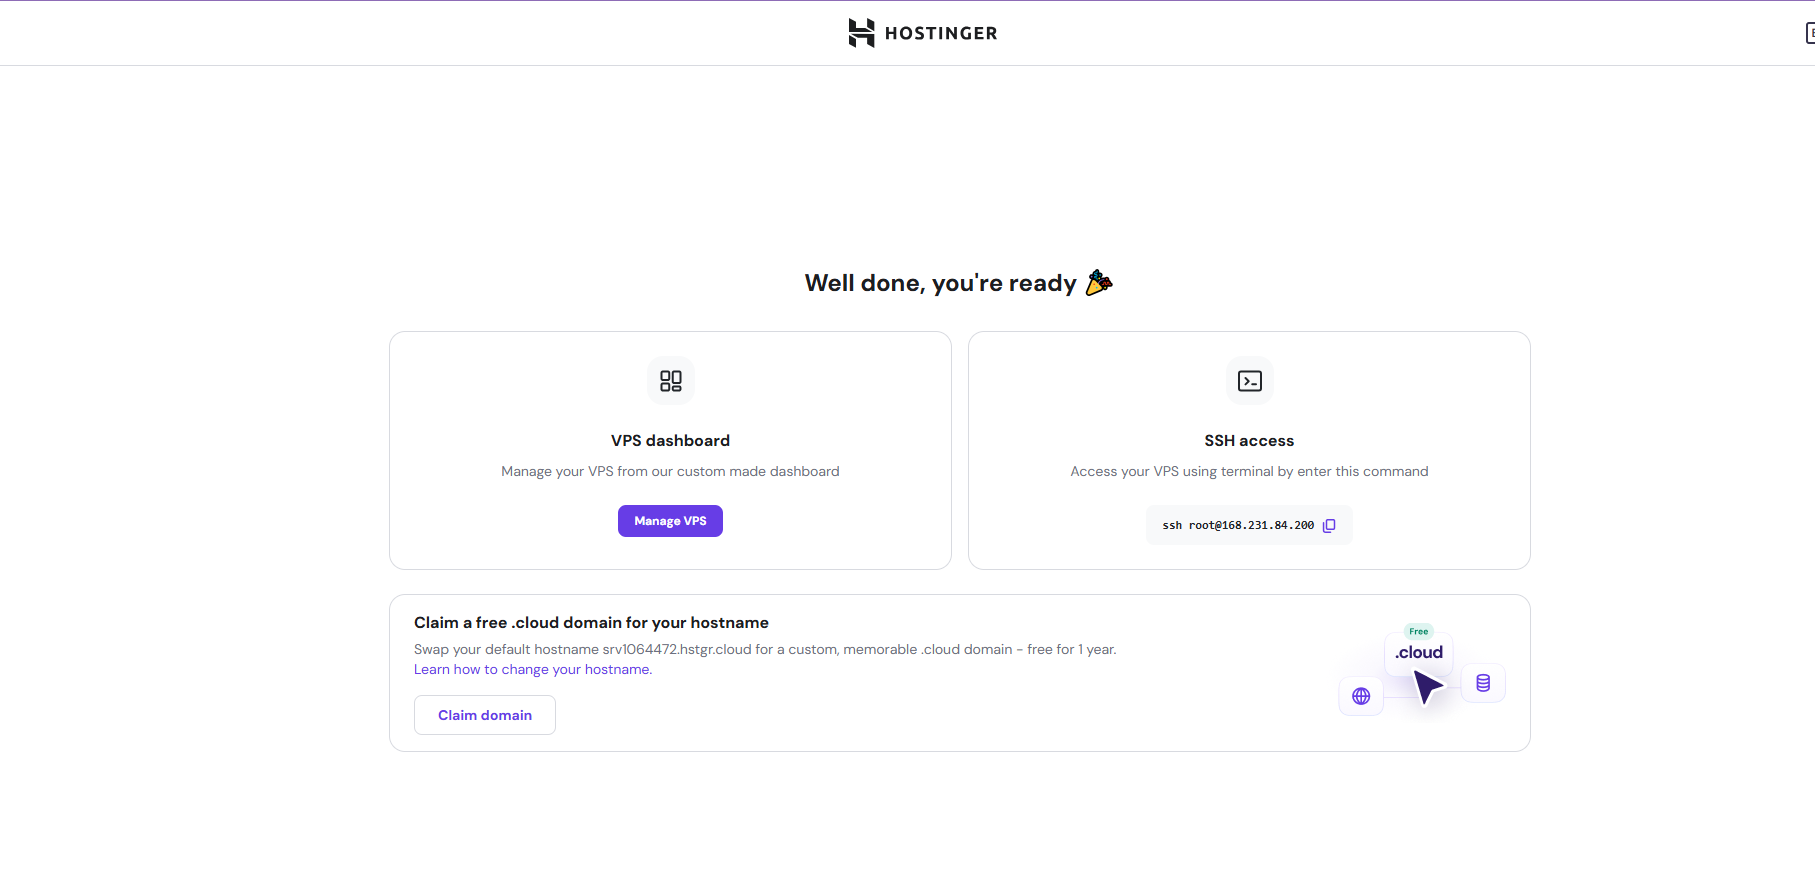 HOSTINGER
Well done, you're ready
VPS dashboard
Manage your VPS from our custom made dashboard
Manage VPS
SSH access
Access your VPS using terminal by enter this command
ssh root@168.231.84.200
Claim a free .cloud domain for your hostname
Swap your default hostname srv1064472.hstgr.cloud for a custom, memorable .cloud domain - free for 1 year.
Learn how to change your hostname.
Claim domain
Free
.cloud